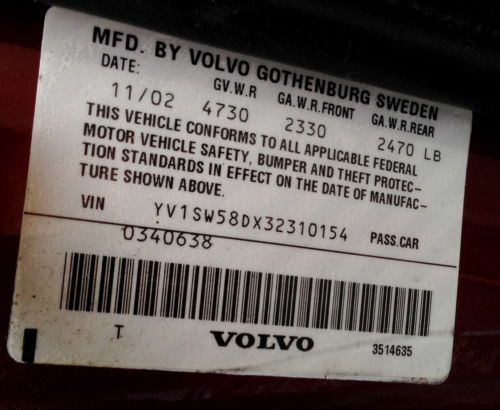 MFD. BY VOLVO GOTHENBURG SWEDEN
DATE: GV.W.R GA.W.R.FRONT GA.W.R.REAR
11/02 4730 2330 2470 LB
THIS VEHICLE CONFORMS TO ALL APPLICABLE FEDERAL
MOTOR VEHICLE SAFETY, BUMPER AND THEFT PROTEC-
TION STANDARDS IN EFFECT ON THE DATE OF MANUFAC-
TURE SHOWN ABOVE.
VIN YV1SW58DX32310154 PASS.CAR
0340638
T VOLVO 3514635